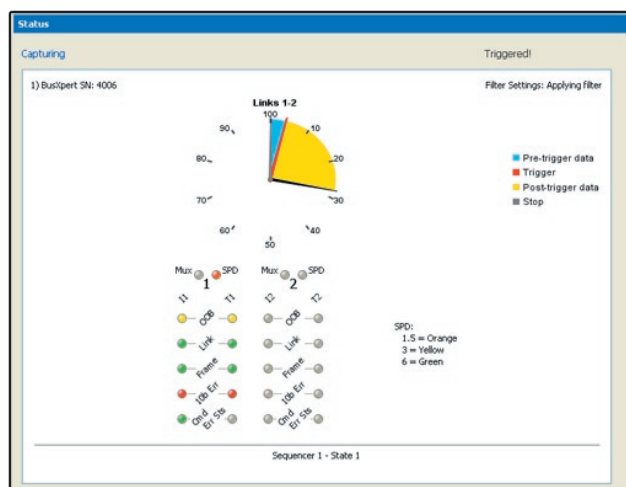 Status
Capturing
Triggered!
1) BusXpert SN: 4006
Filter Settings: Applying filter
Links 1-2
100
90
10
80
20
70
30
60
40
50
Pre-trigger data
Trigger
Post-trigger data
Stop
Mux SPD
1
I1 T1
OOB
Link
Frame
10b Err
Cmd Err Sts
Mux SPD
2
I2 T2
OOB
Link
Frame
10b Err
Cmd Err Sts
SPD:
1.5 = Orange
3 = Yellow
6 = Green
Sequencer 1 - State 1